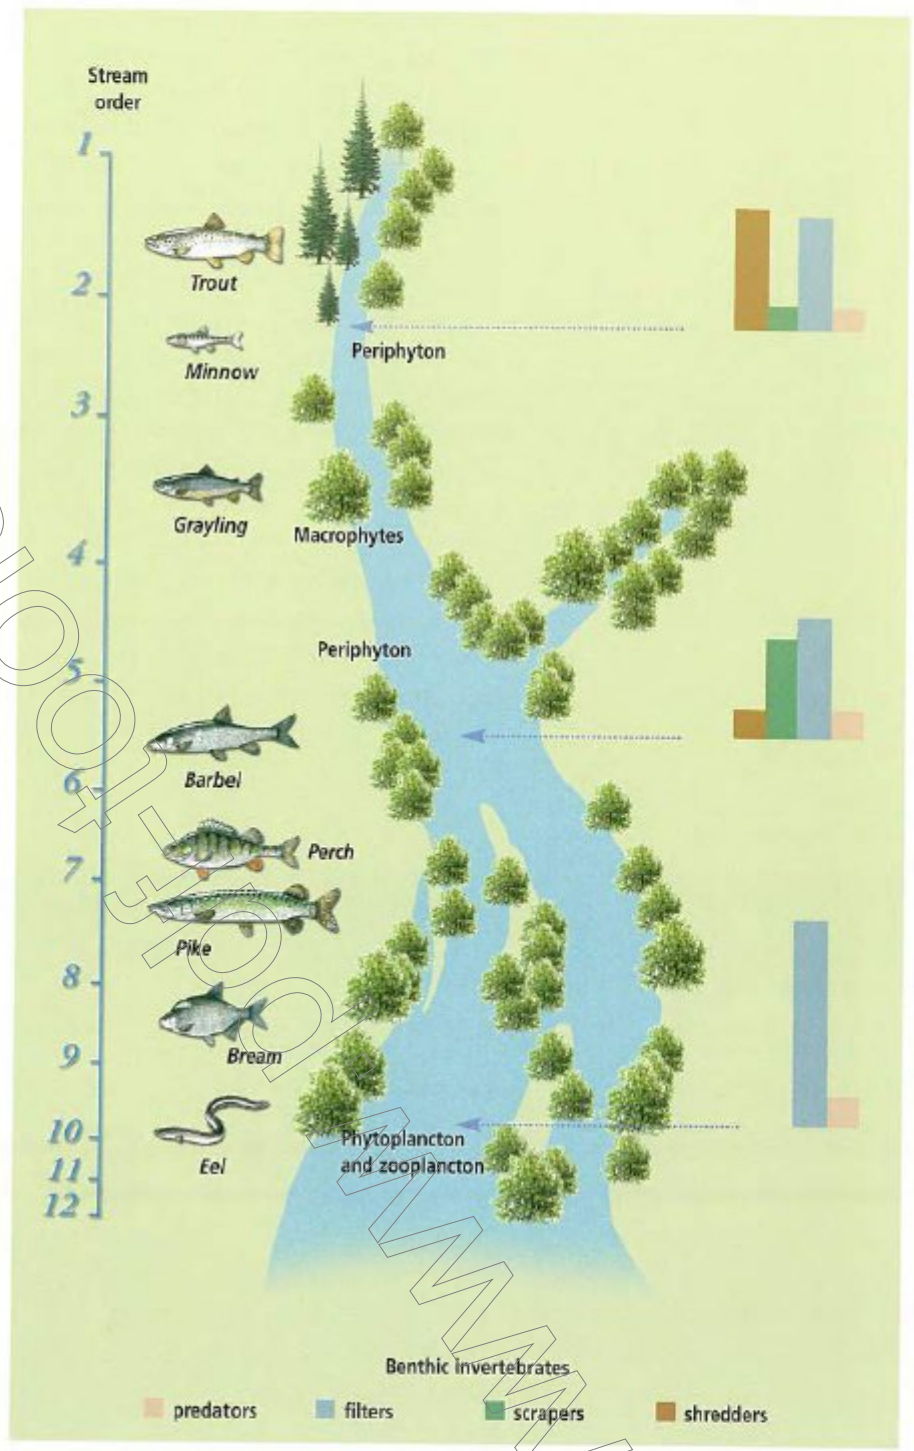 Stream
order
1
Trout
2
Periphyton
Minnow
3
Grayling
Macrophytes
4
Periphyton
5
Barbel
6
Perch
7
Pike
8
Bream
9
10
Phytoplancton
and zooplancton
Eel
11
12
Benthic invertebrates
predators filters scrapers shredders